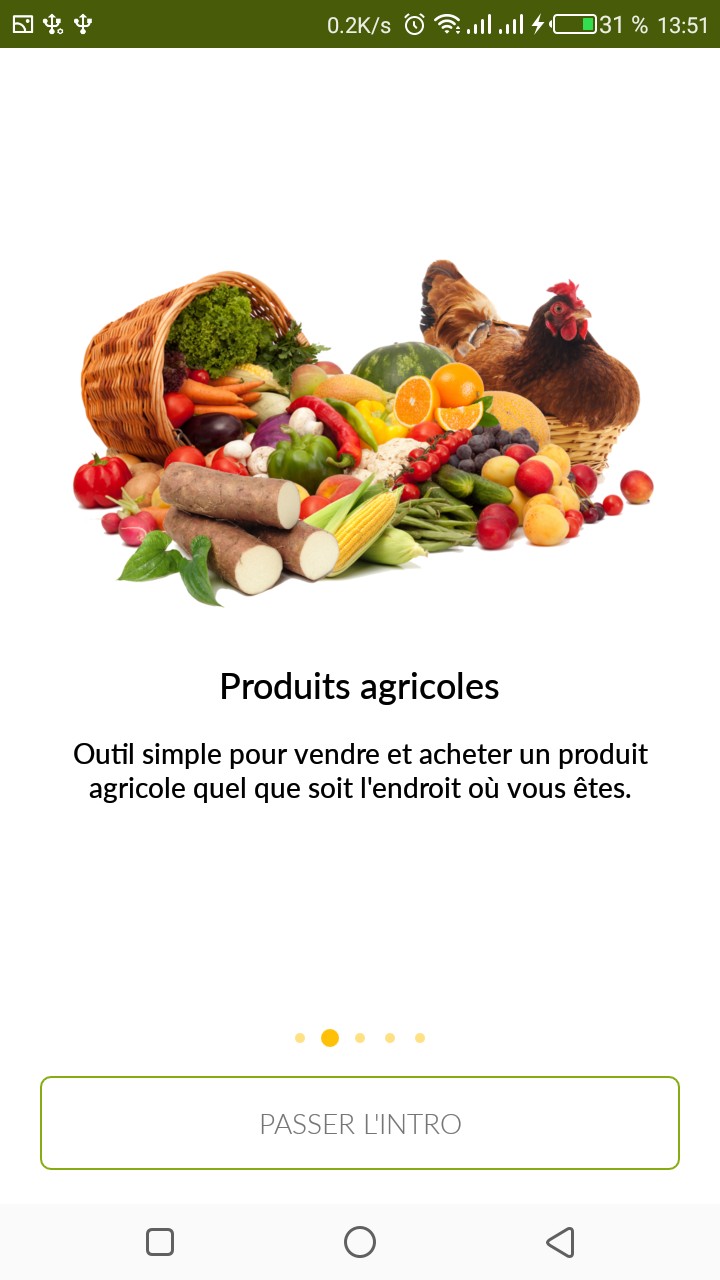 0.2K/s 31 % 13:51
Produits agricoles
Outil simple pour vendre et acheter un produit
agricole quel que soit l'endroit où vous êtes.
PASSER L'INTRO